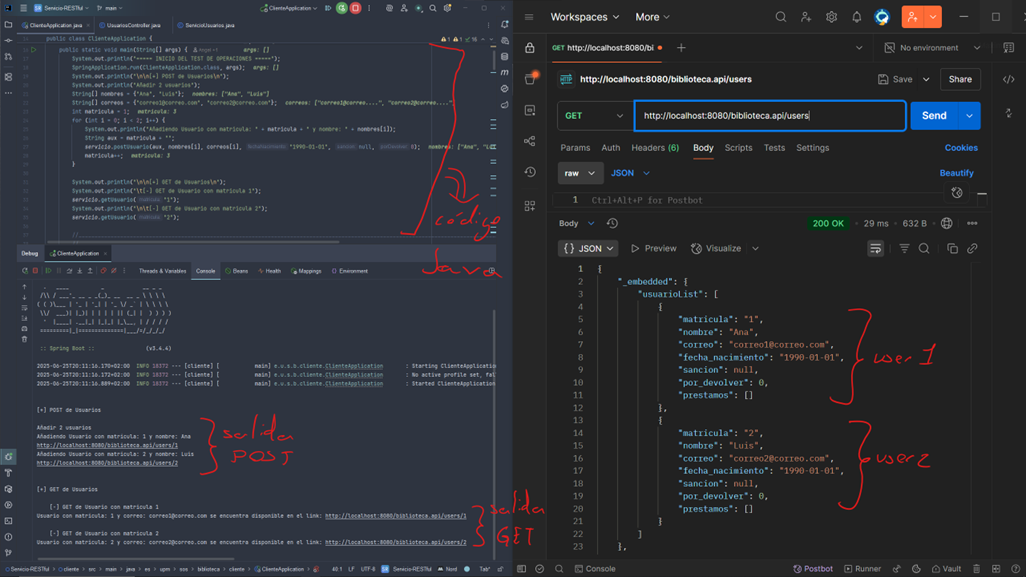 Servicio-RESTful
main
ClienteApplication
ClienteApplication.java
UsuariosController.java
ServicioUsuarios.java
public class ClienteApplication {
public static void main(String[] args) { args: []
System.out.println("===== INICIO DEL TEST DE OPERACIONES =====");
SpringApplication.run(ClienteApplication.class, args); args: []
System.out.println("\n\n[+] POST de Usuarios\n");
System.out.println("Añadir 2 usuarios");
String[] nombres = {"Ana", "Luis"}; nombres: ["Ana", "Luis"]
String[] correos = {"correo1@correo.com", "correo2@correo.com"}; correos: ["correo1@correo....", "correo2@correo...."]
int matricula = 1; matricula: 3
for (int i = 0; i < 2; i++) {
System.out.println("Añadiendo Usuario con matricula: " + matricula + " y nombre: " + nombres[i]);
String aux = matricula + "";
servicio.postUsuario(aux, nombres[i], correos[i], "1990-01-01", null, 0); nombres: ["Ana", "Lu
matricula++; matricula: 3
}
System.out.println("\n\n[+] GET de Usuarios\n");
System.out.println("\t[-] GET de Usuario con matricula 1");
servicio.getUsuario("1");
System.out.println("\n\t[-] GET de Usuario con matricula 2");
servicio.getUsuario("2");
código
Java
Debug
ClienteApplication
Threads & Variables
Console
Beans
Health
Mappings
Environment
:: Spring Boot :: (v3.4.4)
2025-06-25T20:11:16.170+02:00 INFO 18372 --- [cliente] [ main] e.u.s.b.cliente.ClienteApplication : Starting ClienteApplication
2025-06-25T20:11:16.172+02:00 INFO 18372 --- [cliente] [ main] e.u.s.b.cliente.ClienteApplication : No active profile set, fal
2025-06-25T20:11:16.889+02:00 INFO 18372 --- [cliente] [ main] e.u.s.b.cliente.ClienteApplication : Started ClienteApplication
[+] POST de Usuarios
Añadir 2 usuarios
Añadiendo Usuario con matricula: 1 y nombre: Ana
http://localhost:8080/biblioteca.api/users/1
Añadiendo Usuario con matricula: 2 y nombre: Luis
http://localhost:8080/biblioteca.api/users/2
salida
POST
[+] GET de Usuarios
[-] GET de Usuario con matricula 1
Usuario con matricula: 1 y correo: correo1@correo.com se encuentra disponible en el link: http://localhost:8080/biblioteca.api/users/1
[-] GET de Usuario con matricula 2
Usuario con matricula: 2 y correo: correo2@correo.com se encuentra disponible en el link: http://localhost:8080/biblioteca.api/users/2
salida
GET
Servicio-RESTful > cliente > src > main > java > es > upm > sos > biblioteca > cliente > ClienteApplication
40:1 LF UTF-8 Servicio-RESTful main Nord Tab*
Workspaces
More
GET http://localhost:8080/bi
No environment
HTTP
http://localhost:8080/biblioteca.api/users
Save
Share
GET
http://localhost:8080/biblioteca.api/users
Send
Params
Auth
Headers (6)
Body
Scripts
Tests
Settings
Cookies
raw
JSON
Beautify
1 Ctrl+Alt+P for Postbot
Body
200 OK
29 ms
632 B
{} JSON
Preview
Visualize
1 {
2 "_embedded": {
3 "usuarioList": [
4 {
5 "matricula": "1",
6 "nombre": "Ana",
7 "correo": "correo1@correo.com",
8 "fecha_nacimiento": "1990-01-01",
9 "sancion": null,
10 "por_devolver": 0,
11 "prestamos": []
12 },
13 {
14 "matricula": "2",
15 "nombre": "Luis",
16 "correo": "correo2@correo.com",
17 "fecha_nacimiento": "1990-01-01",
18 "sancion": null,
19 "por_devolver": 0,
20 "prestamos": []
21 }
22 ]
23 },
user 1
user 2
Console
Postbot
Runner
Vault